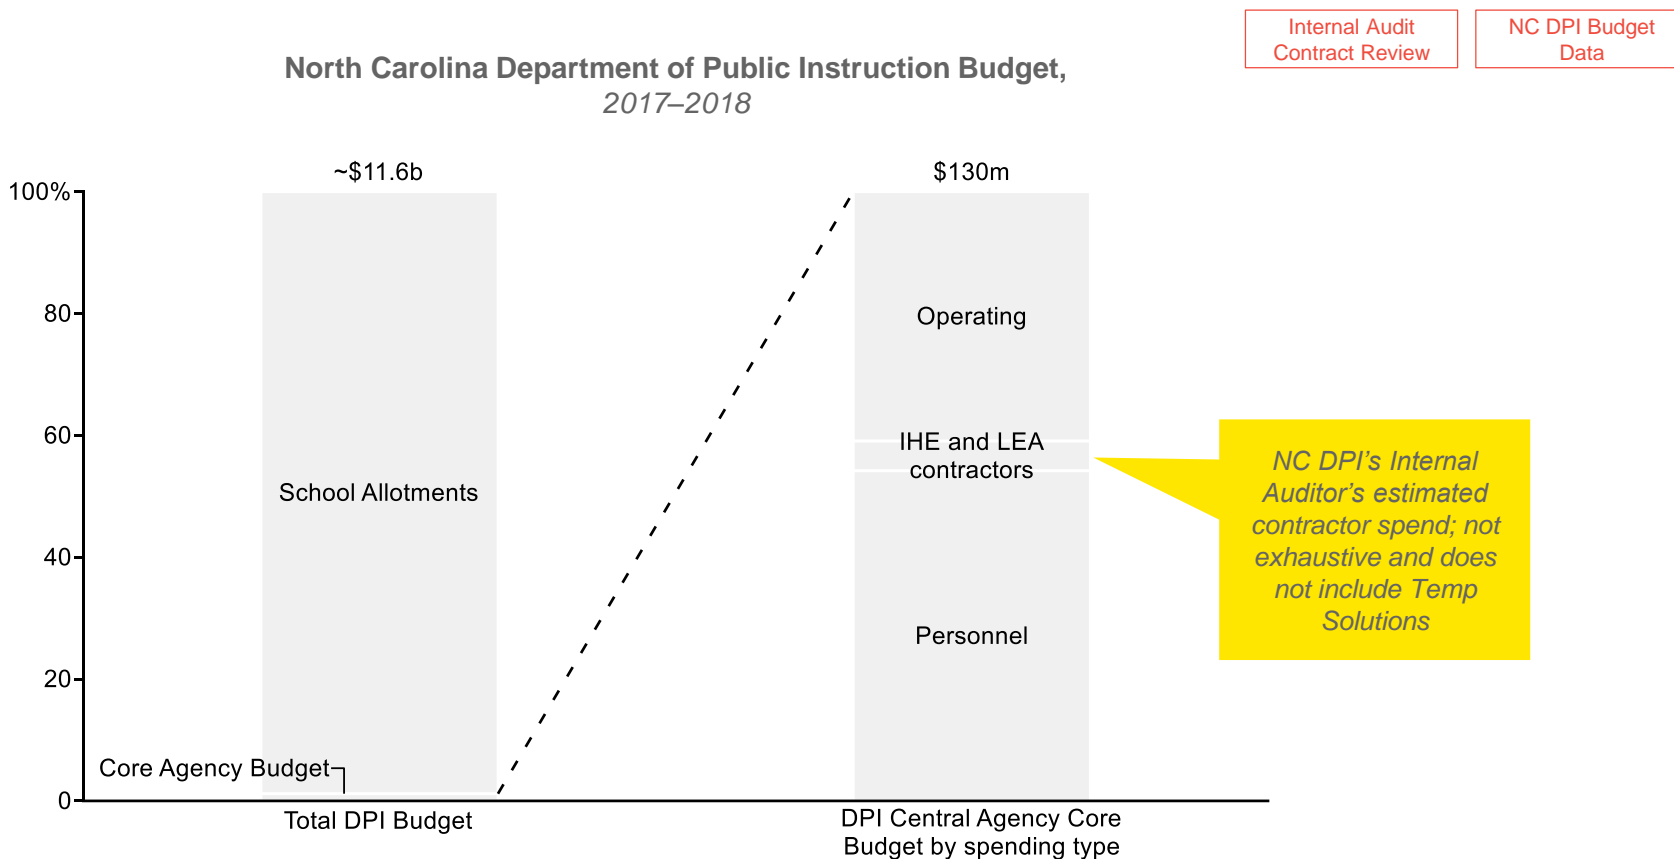 Internal Audit
Contract Review
NC DPI Budget
Data
North Carolina Department of Public Instruction Budget,
2017–2018
~$11.6b
$130m
100%
80
60
40
20
0
School Allotments
Core Agency Budget
Operating
IHE and LEA
contractors
Personnel
NC DPI’s Internal
Auditor’s estimated
contractor spend; not
exhaustive and does
not include Temp
Solutions
Total DPI Budget
DPI Central Agency Core
Budget by spending type